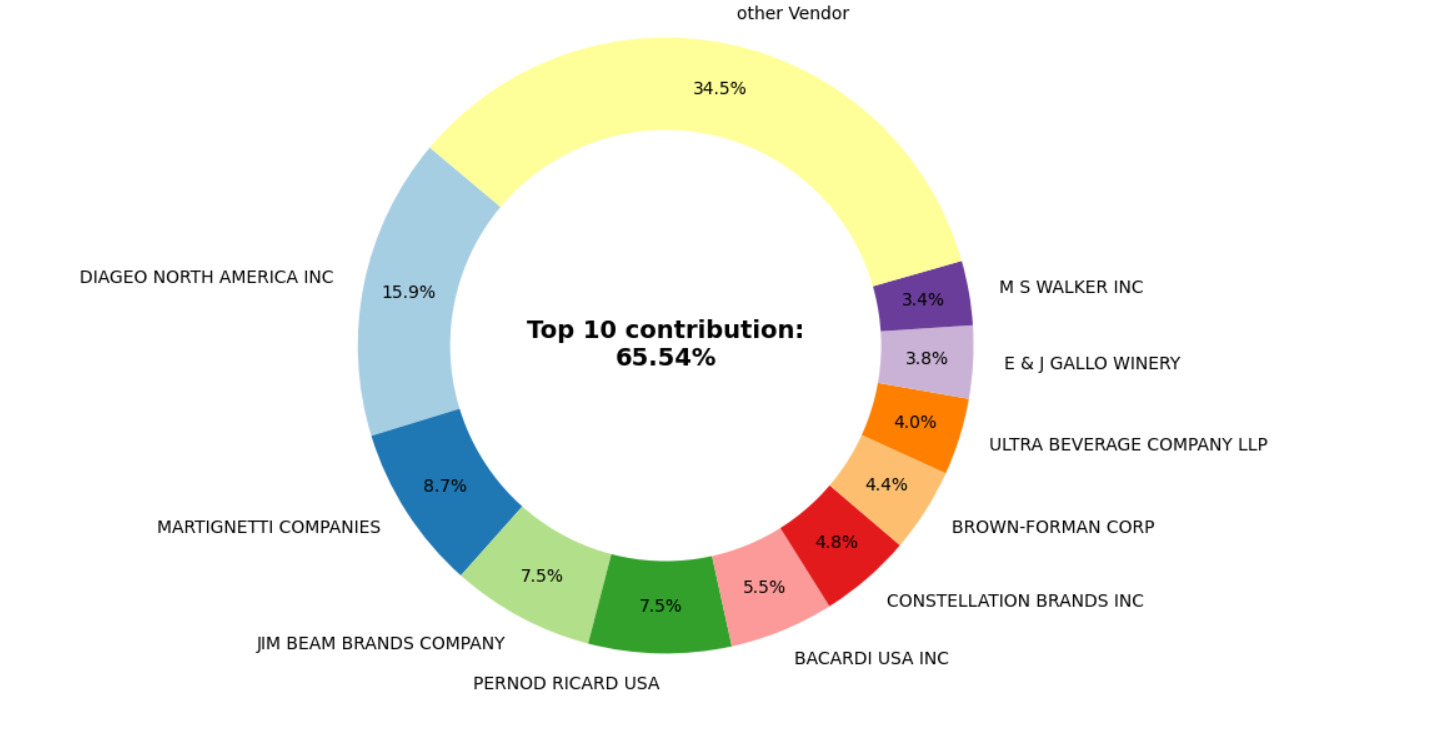 other Vendor
34.5%
DIAGEO NORTH AMERICA INC
15.9%
M S WALKER INC
3.4%
Top 10 contribution:
65.54%
3.8%
E & J GALLO WINERY
4.0%
ULTRA BEVERAGE COMPANY LLP
8.7%
4.4%
MARTIGNETTI COMPANIES
BROWN-FORMAN CORP
4.8%
7.5%
7.5%
5.5%
CONSTELLATION BRANDS INC
JIM BEAM BRANDS COMPANY
BACARDI USA INC
PERNOD RICARD USA